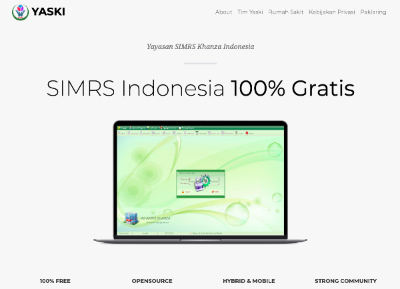 YASKI
About Tim Yaski Rumah Sakit Kebijakan Privasi Paklaring
Yayasan SIMRS Khanza Indonesia
SIMRS Indonesia 100% Gratis
100% FREE OPENSOURCE HYBRID & MOBILE STRONG COMMUNITY